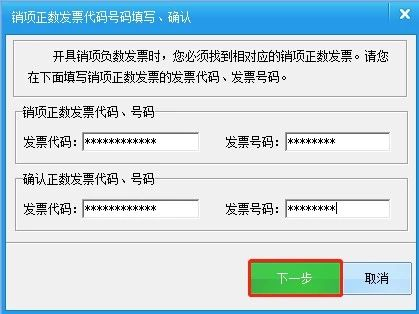 销项正数发票代码号码填写、确认
开具销项负数发票时，您必须找到相对应的销项正数发票。请您
在下面填写销项正数发票的发票代码、发票号码。
销项正数发票代码、号码
发票代码：************ 发票号码：********
确认正数发票代码、号码
发票代码：************ 发票号码：********
下一步 取消